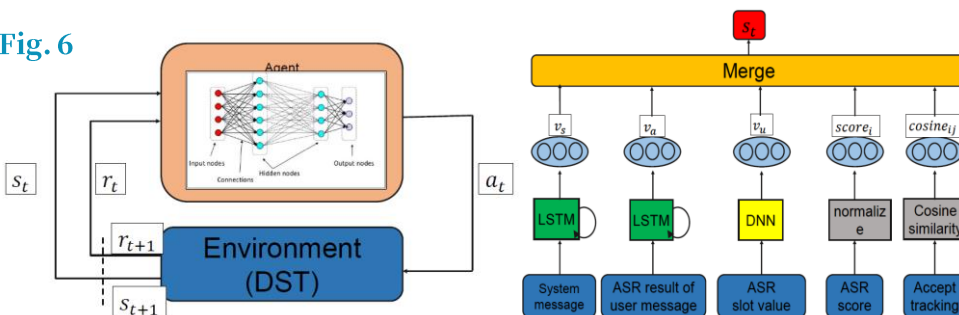 Fig. 6
Agent
Input nodes
Connections
Hidden nodes
Output nodes
s_t
r_t
a_t
r_{t+1}
s_{t+1}
Environment
(DST)
s_t
Merge
v_s
v_a
v_u
score_i
cosine_{ij}
LSTM
LSTM
DNN
normaliz
e
Cosine
similarity
System
message
ASR result of
user message
ASR
slot value
ASR
score
Accept
tracking